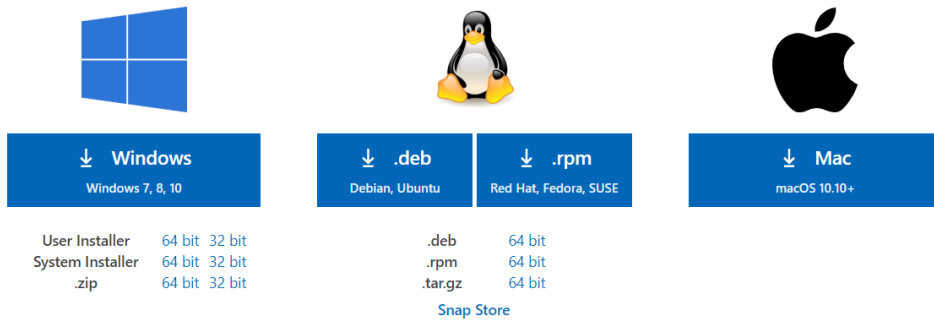 Windows
Windows 7, 8, 10
.deb
Debian, Ubuntu
.rpm
Red Hat, Fedora, SUSE
Mac
macOS 10.10+
User Installer 64 bit 32 bit
System Installer 64 bit 32 bit
.zip 64 bit 32 bit
.deb 64 bit
.rpm 64 bit
.tar.gz 64 bit
Snap Store